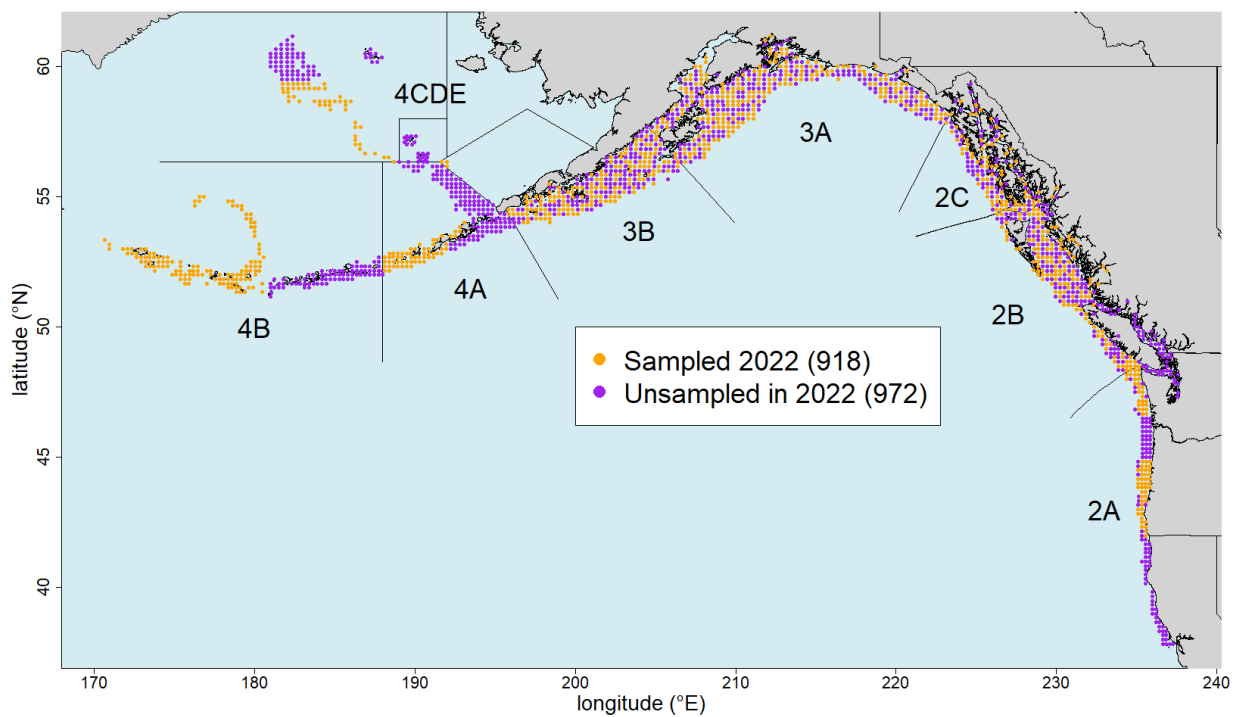 60
55
50
45
40
latitude (°N)
4CDE
3A
2C
3B
4A
4B
2B
2A
Sampled 2022 (918)
Unsampled in 2022 (972)
170 180 190 200 210 220 230 240
longitude (°E)